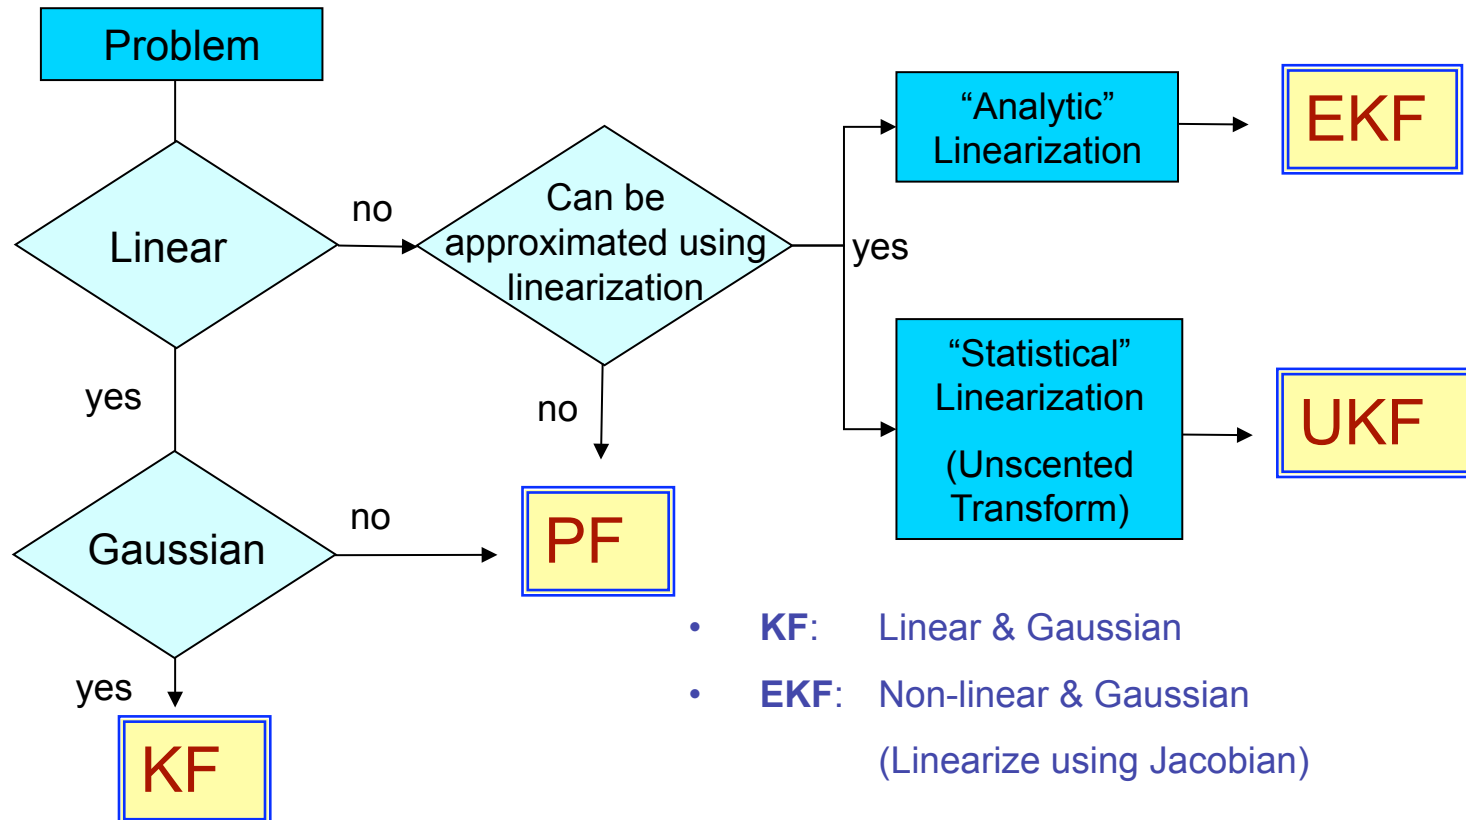 Problem
Linear
no
Can be
approximated using
linearization
yes
“Analytic”
Linearization
EKF
“Statistical”
Linearization
(Unscented
Transform)
UKF
no
PF
yes
Gaussian
no
yes
KF
• KF: Linear & Gaussian
• EKF: Non-linear & Gaussian
(Linearize using Jacobian)